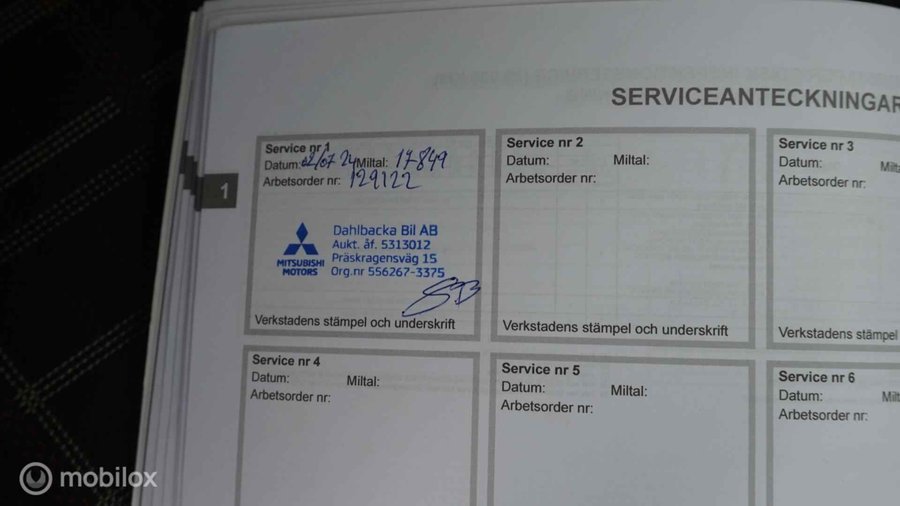 SERVICEANTECKNINGAR
1
Service nr 1
Datum: 02/07 24 Miltal: 17849
Arbetsorder nr: 129122
MITSUBISHI
MOTORS
Dahlbacka Bil AB
Aukt. åf. 5313012
Präskragensväg 15
Org.nr 556267-3375
Verkstadens stämpel och underskrift
Service nr 2
Datum: Miltal:
Arbetsorder nr:
Verkstadens stämpel och underskrift
Service nr 3
Datum: Milt
Arbetsorder nr:
Verkstadens stämpel
Service nr 4
Datum: Miltal:
Arbetsorder nr:
Service nr 5
Datum: Miltal:
Arbetsorder nr:
Service nr 6
Datum: Milt
Arbetsorder nr:
mobilox